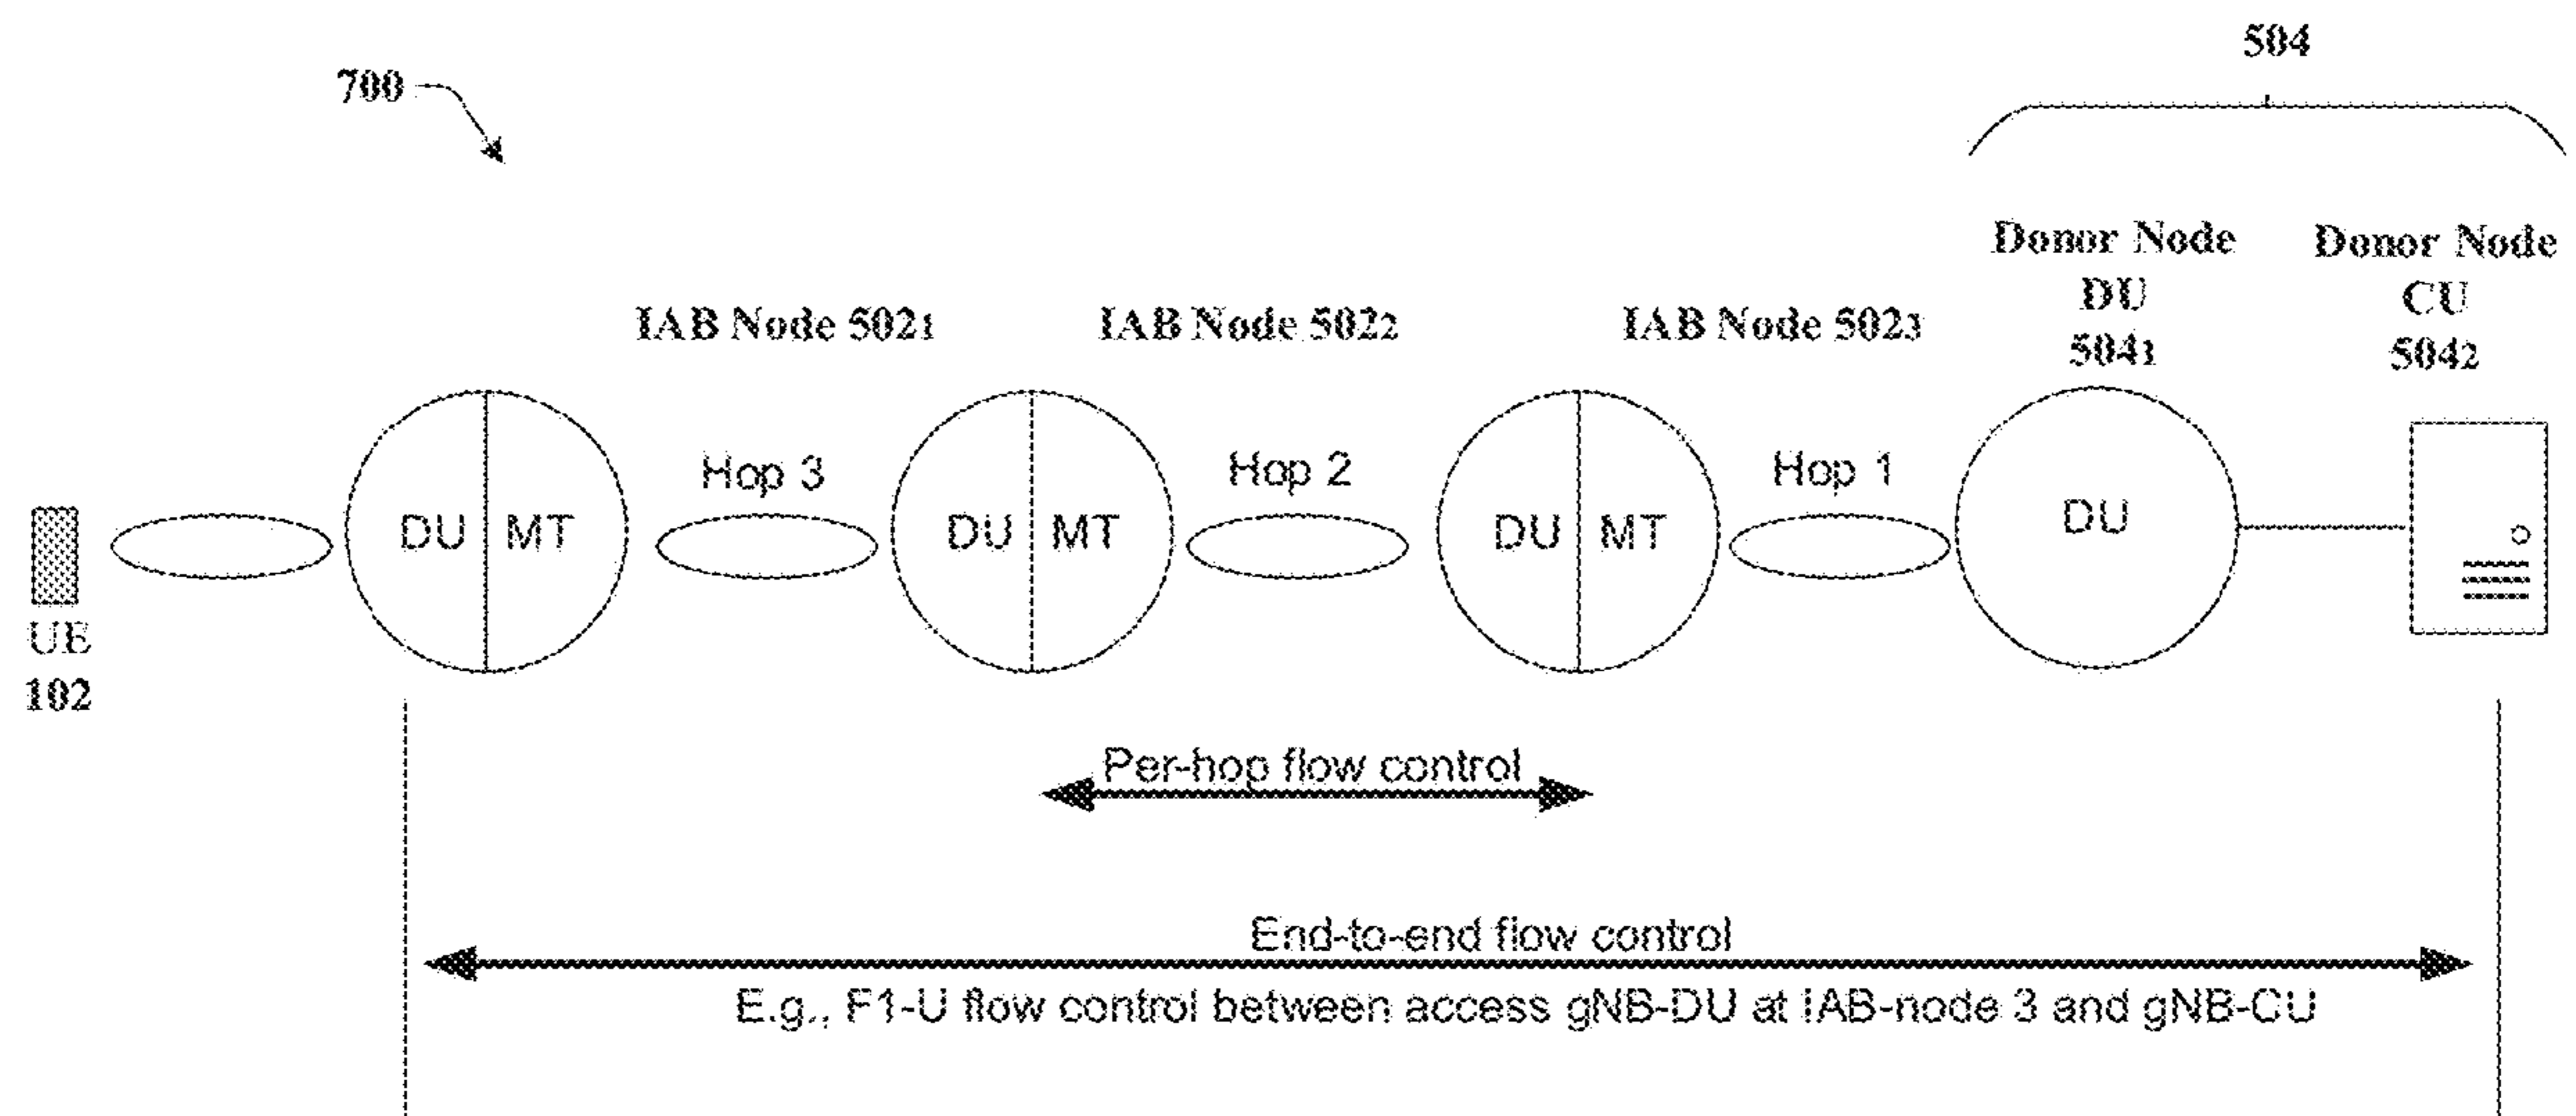 504
700
Donor Node
DU
504₁
Donor Node
CU
504₂
IAB Node 502₁
IAB Node 502₂
IAB Node 502₃
Hop 3
Hop 2
Hop 1
DU
MT
DU
MT
DU
MT
DU
UE
102
Per-hop flow control
End-to-end flow control
E.g., F1-U flow control between access gNB-DU at IAB-node 3 and gNB-CU